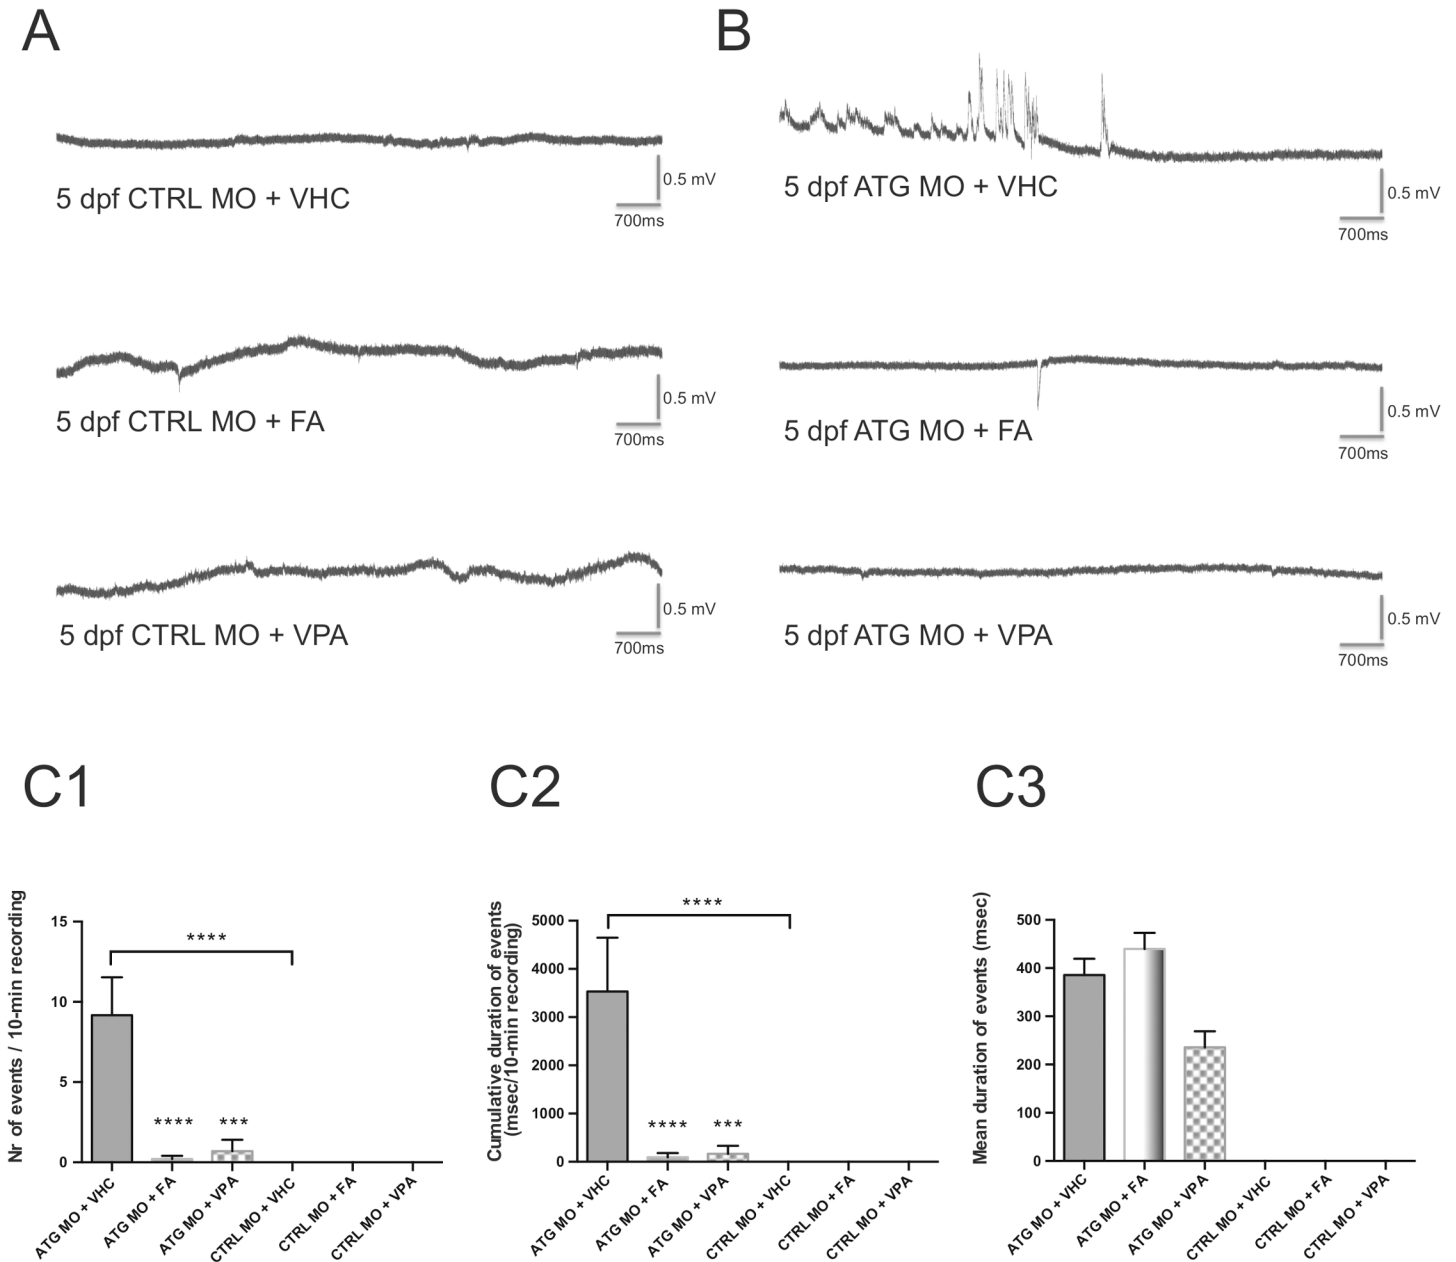 A
B
0.5 mV
5 dpf CTRL MO + VHC
700ms
0.5 mV
5 dpf ATG MO + VHC
700ms
0.5 mV
5 dpf CTRL MO + FA
700ms
0.5 mV
5 dpf ATG MO + FA
700ms
0.5 mV
5 dpf CTRL MO + VPA
700ms
0.5 mV
5 dpf ATG MO + VPA
700ms
C1
Nr of events / 10-min recording
15
10
5
0
****
****
***
ATG MO + VHC
ATG MO + FA
ATG MO + VPA
CTRL MO + VHC
CTRL MO + FA
CTRL MO + VPA
C2
Cumulative duration of events
(msec/10-min recording)
5000
4000
3000
2000
1000
0
****
****
***
ATG MO + VHC
ATG MO + FA
ATG MO + VPA
CTRL MO + VHC
CTRL MO + FA
CTRL MO + VPA
C3
Mean duration of events (msec)
500
400
300
200
100
0
ATG MO + VHC
ATG MO + FA
ATG MO + VPA
CTRL MO + VHC
CTRL MO + FA
CTRL MO + VPA